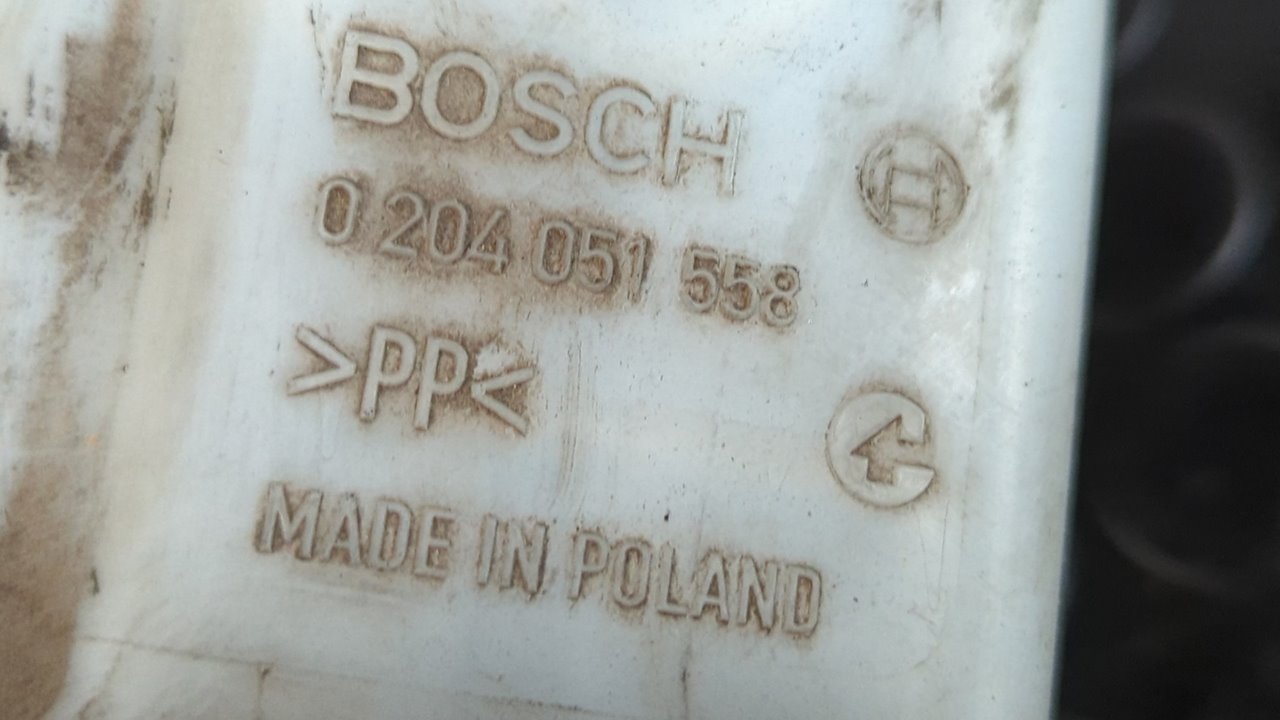 BOSCH
0 204 051 558
>PP<
MADE IN POLAND